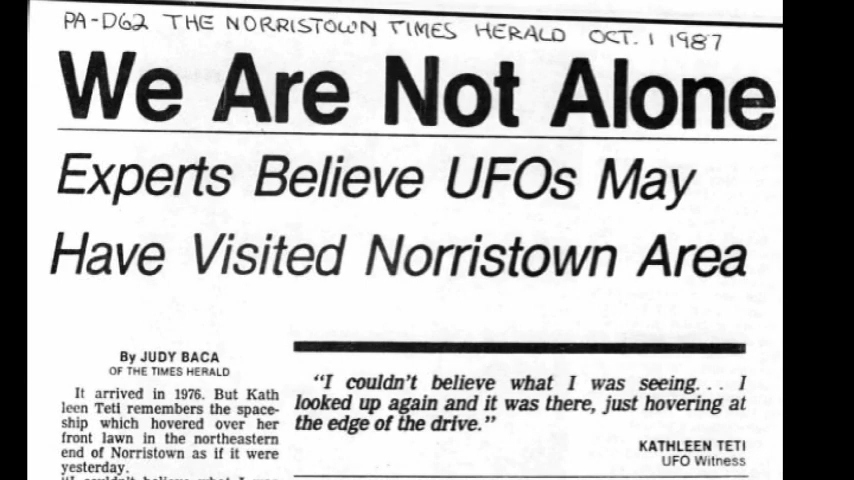 PA-D62 THE NORRISTOWN TIMES HERALD OCT. 1 1987
We Are Not Alone
Experts Believe UFOs May
Have Visited Norristown Area
By JUDY BACA
OF THE TIMES HERALD
It arrived in 1976. But Kath
leen Teti remembers the space-
ship which hovered over her
front lawn in the northeastern
end of Norristown as if it were
yesterday.
"I couldn't believe what I was seeing. . . I
looked up again and it was there, just hovering at
the edge of the drive."
KATHLEEN TETI
UFO Witness